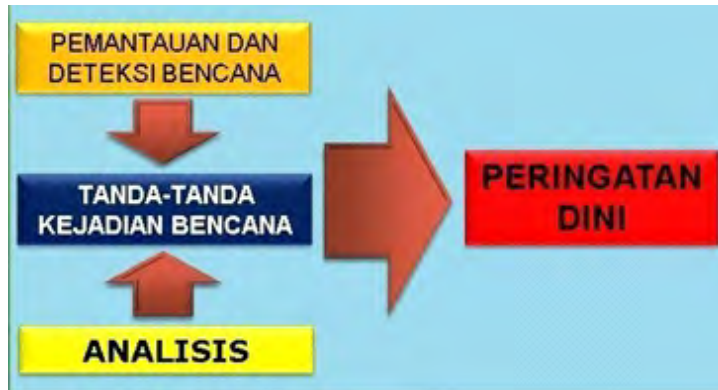 PEMANTAUAN DAN
DETEKSI BENCANA
TANDA-TANDA
KEJADIAN BENCANA
ANALISIS
PERINGATAN
DINI